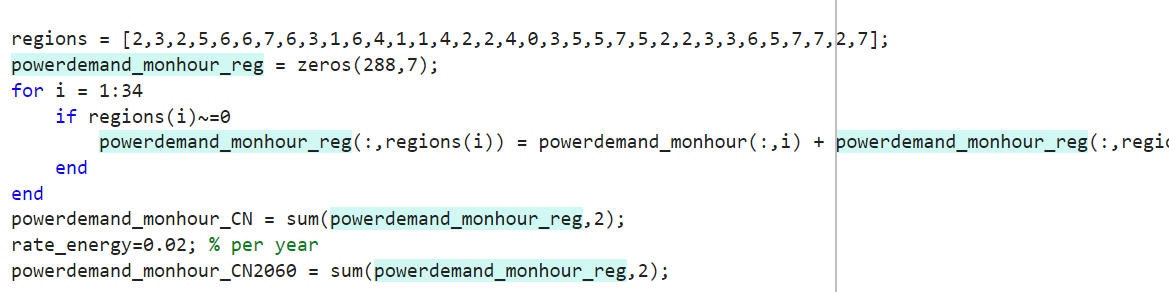 regions = [2,3,2,5,6,6,7,6,3,1,6,4,1,1,4,2,2,4,0,3,5,5,7,5,2,2,3,3,6,5,7,7,2,7];
powerdemand_monhour_reg = zeros(288,7);
for i = 1:34
    if regions(i)~=0
        powerdemand_monhour_reg(:,regions(i)) = powerdemand_monhour(:,i) + powerdemand_monhour_reg(:,regio
    end
end
powerdemand_monhour_CN = sum(powerdemand_monhour_reg,2);
rate_energy=0.02; % per year
powerdemand_monhour_CN2060 = sum(powerdemand_monhour_reg,2);